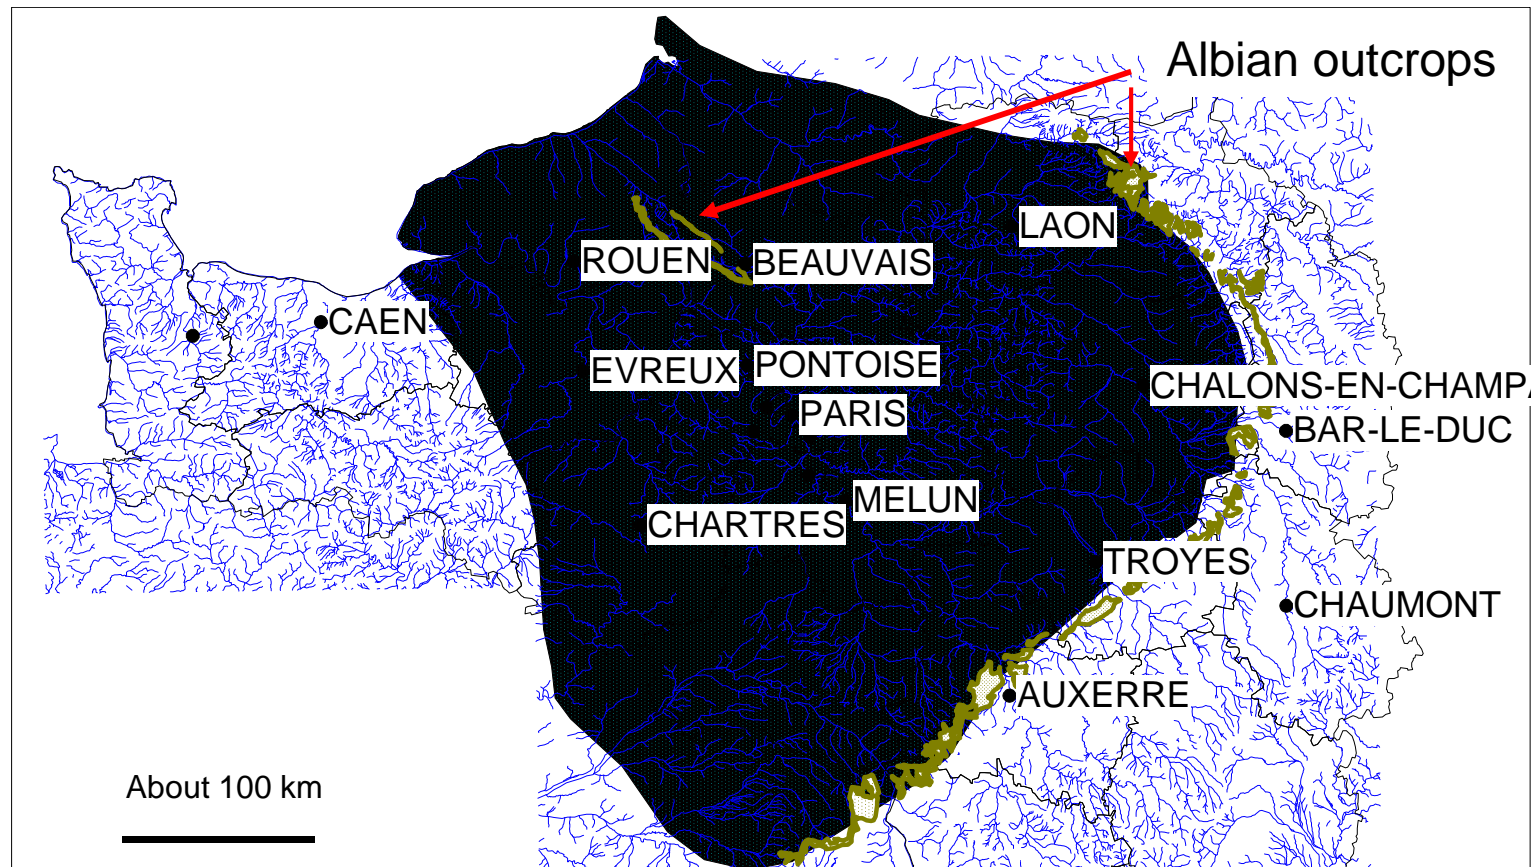 Albian outcrops
LAON
ROUEN
BEAUVAIS
CAEN
EVREUX
PONTOISE
CHALONS-EN-CHAMPA
PARIS
BAR-LE-DUC
MELUN
CHARTRES
TROYES
CHAUMONT
AUXERRE
About 100 km